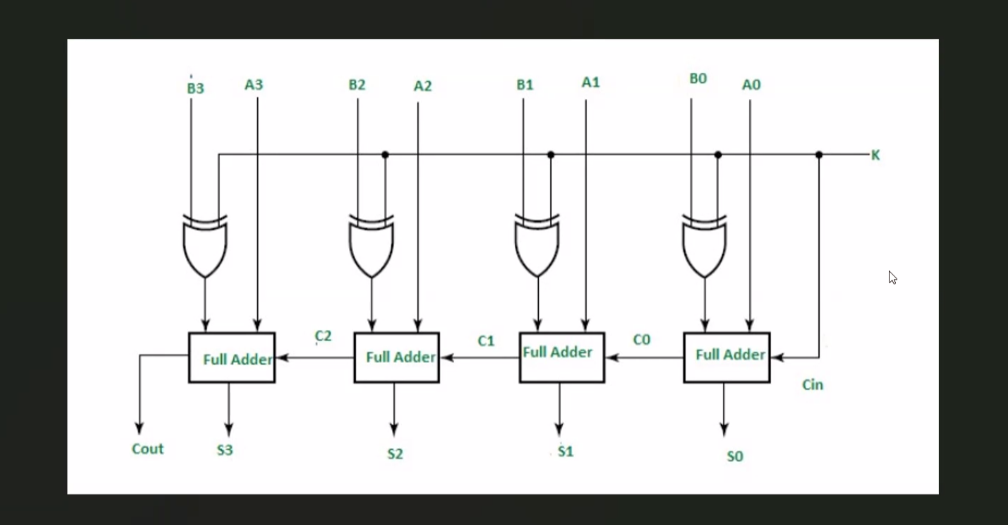 B3 A3 B2 A2 B1 A1 B0 A0
K
C2 C1 C0
Full Adder Full Adder Full Adder Full Adder
Cin
Cout S3 S2 S1 S0